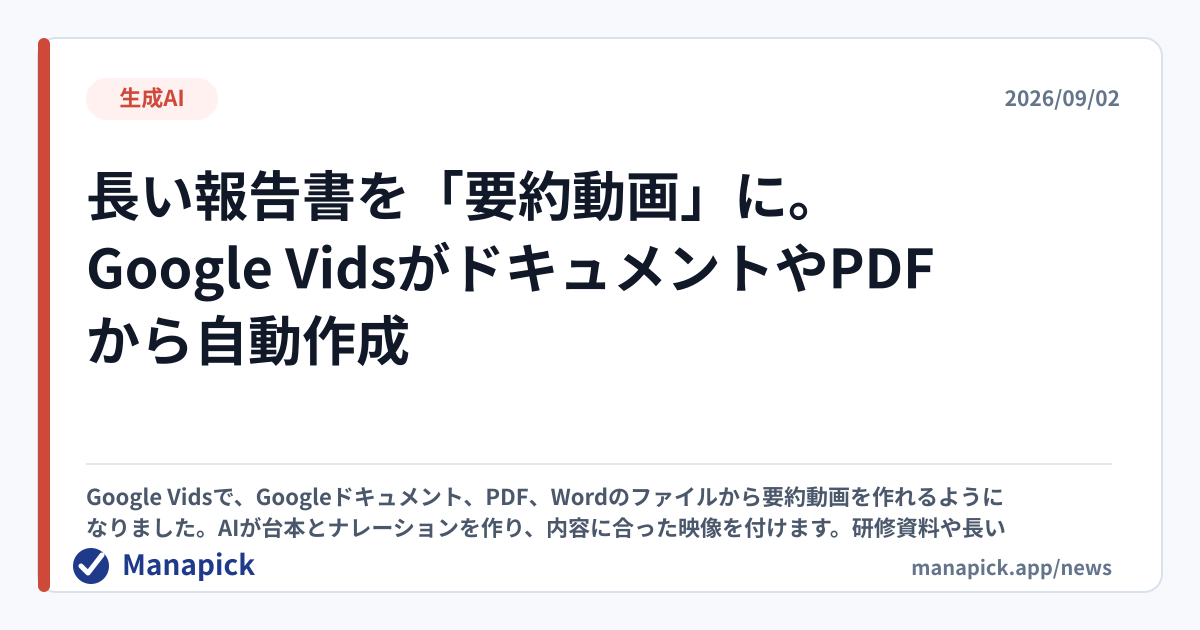 生成AI
2026/09/02
長い報告書を「要約動画」に。
Google VidsがドキュメントやPDF
から自動作成
Google Vidsで、Googleドキュメント、PDF、Wordのファイルから要約動画を作れるように
なりました。AIが台本とナレーションを作り、内容に合った映像を付けます。研修資料や長い
Manapick
manapick.app/news